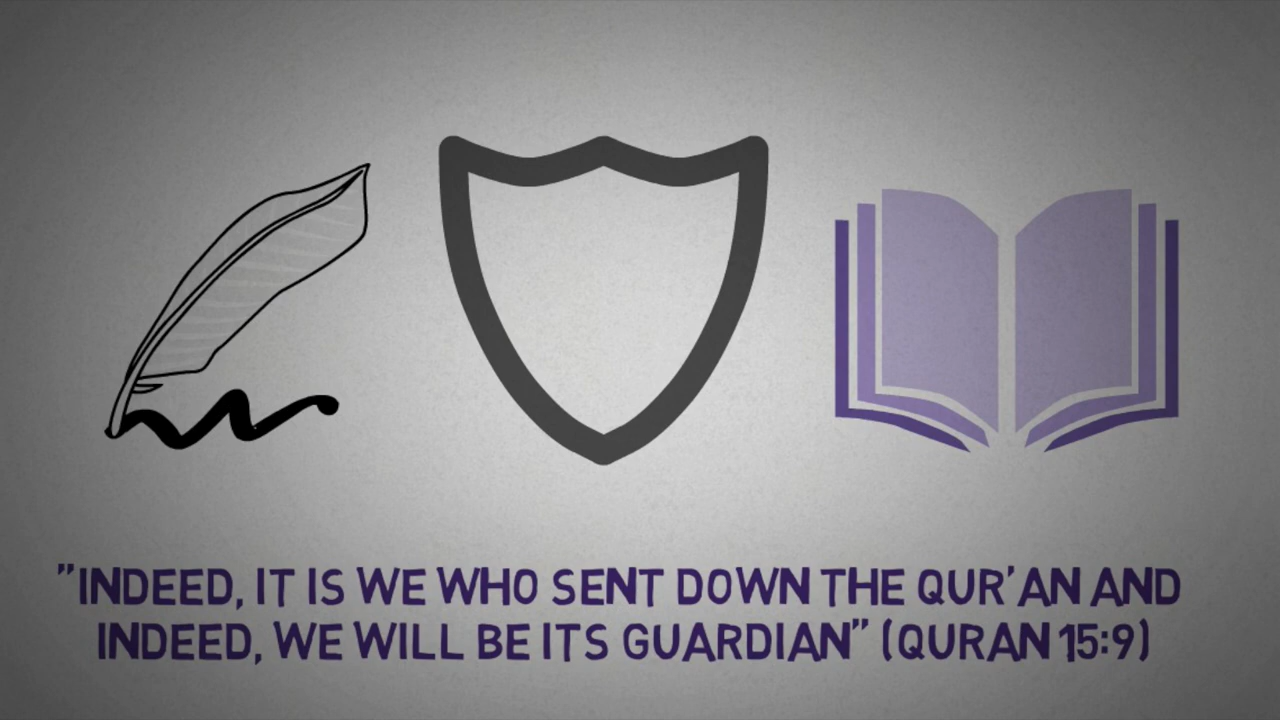 "INDEED, IT IS WE WHO SENT DOWN THE QUR'AN AND
INDEED, WE WILL BE ITS GUARDIAN" (QURAN 15:9)